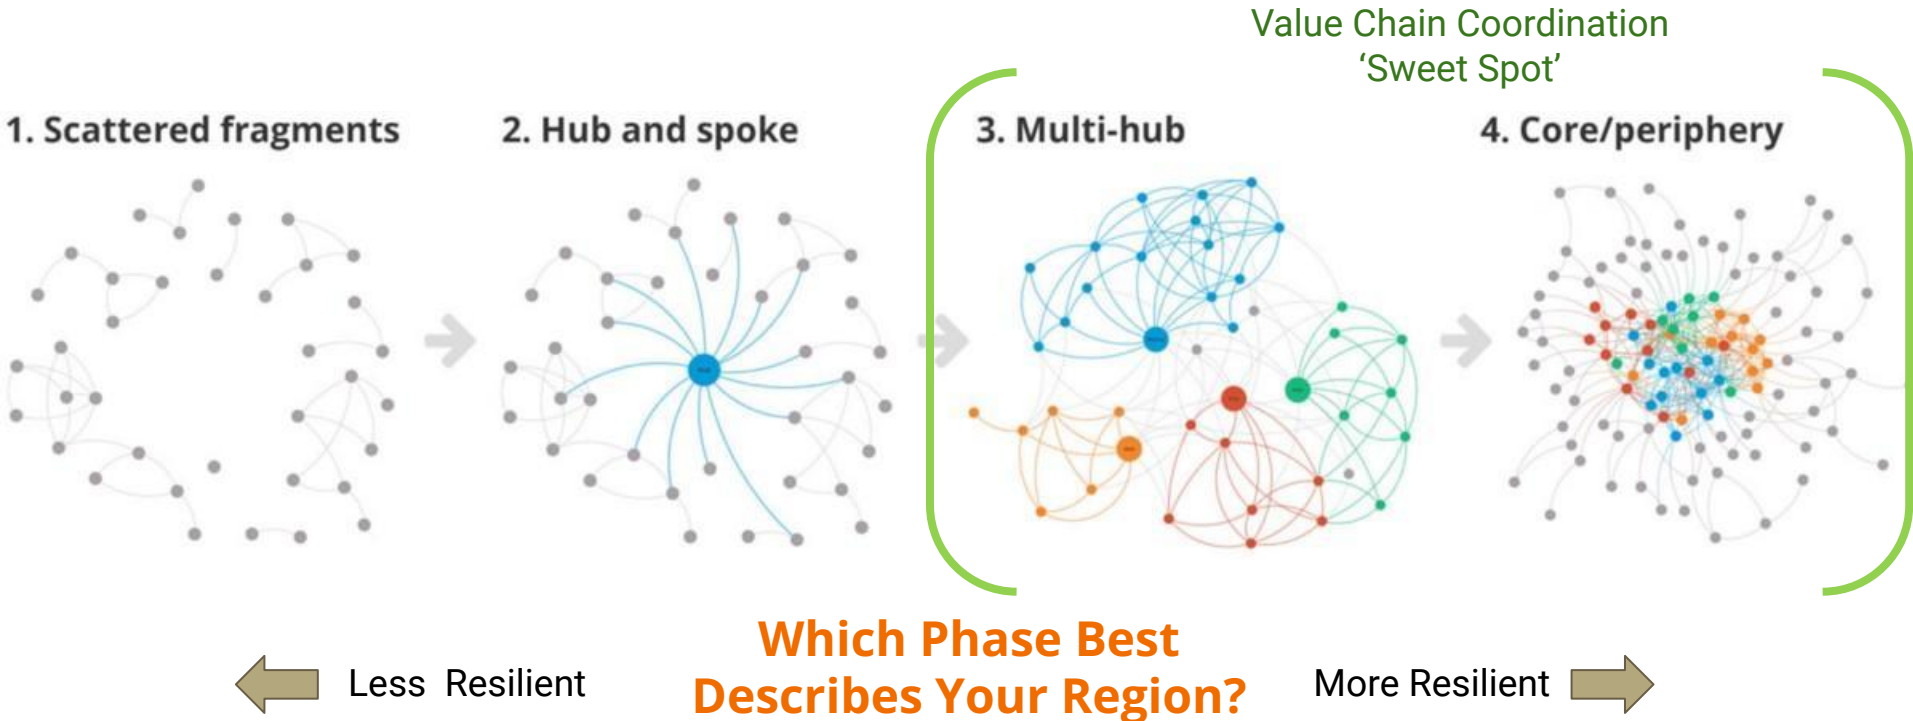 Value Chain Coordination
‘Sweet Spot’
1. Scattered fragments
2. Hub and spoke
3. Multi-hub
4. Core/periphery
Which Phase Best
Describes Your Region?
Less Resilient
More Resilient